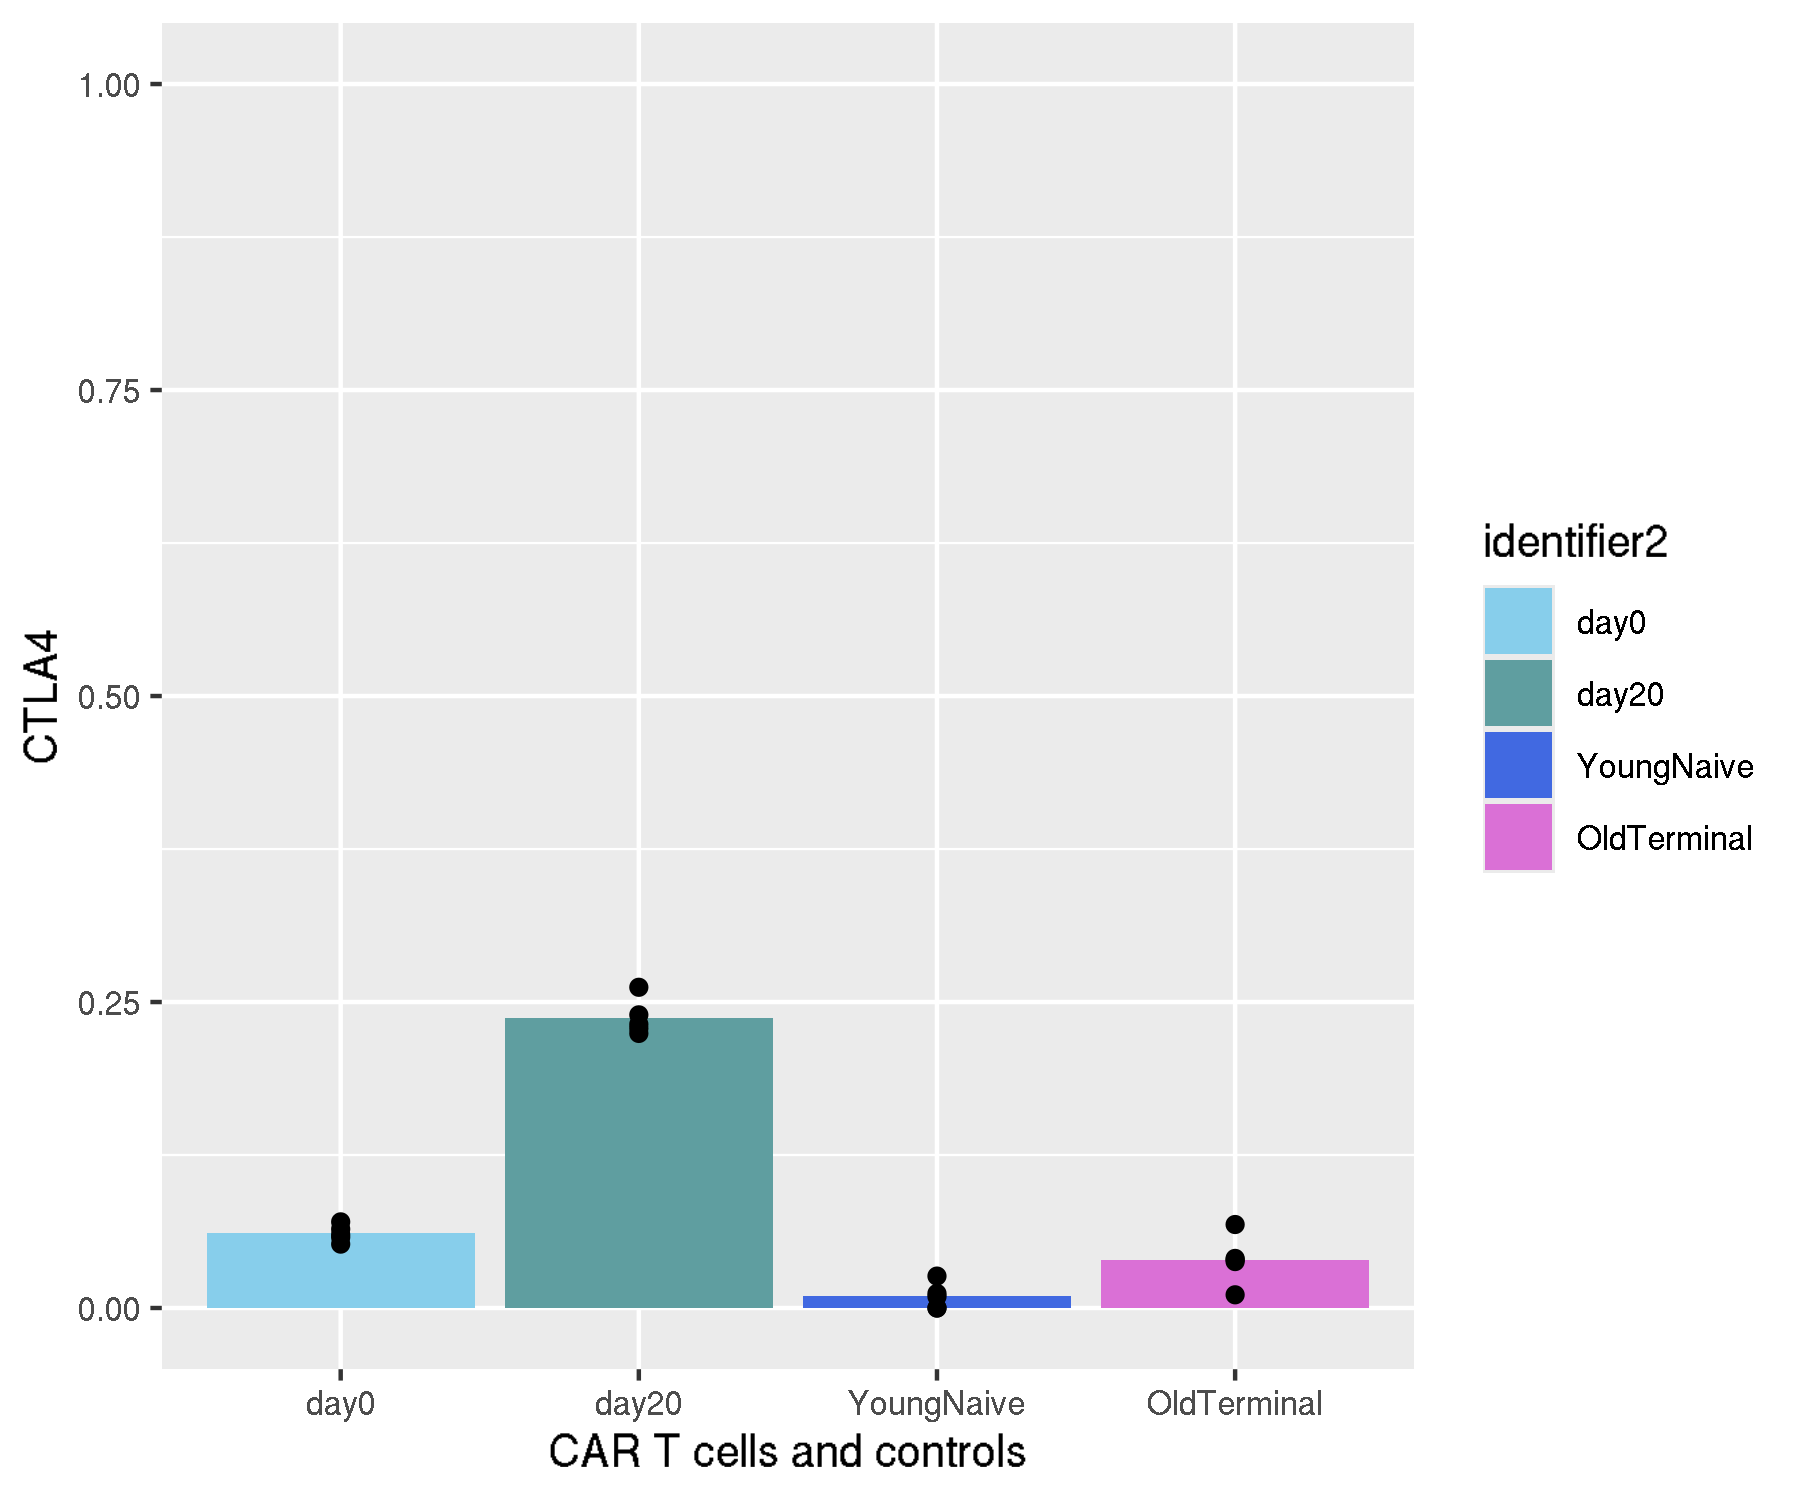 CTLA4
1.00
0.75
0.50
0.25
0.00
day0 day20 YoungNaive OldTerminal
CAR T cells and controls
identifier2
day0
day20
YoungNaive
OldTerminal